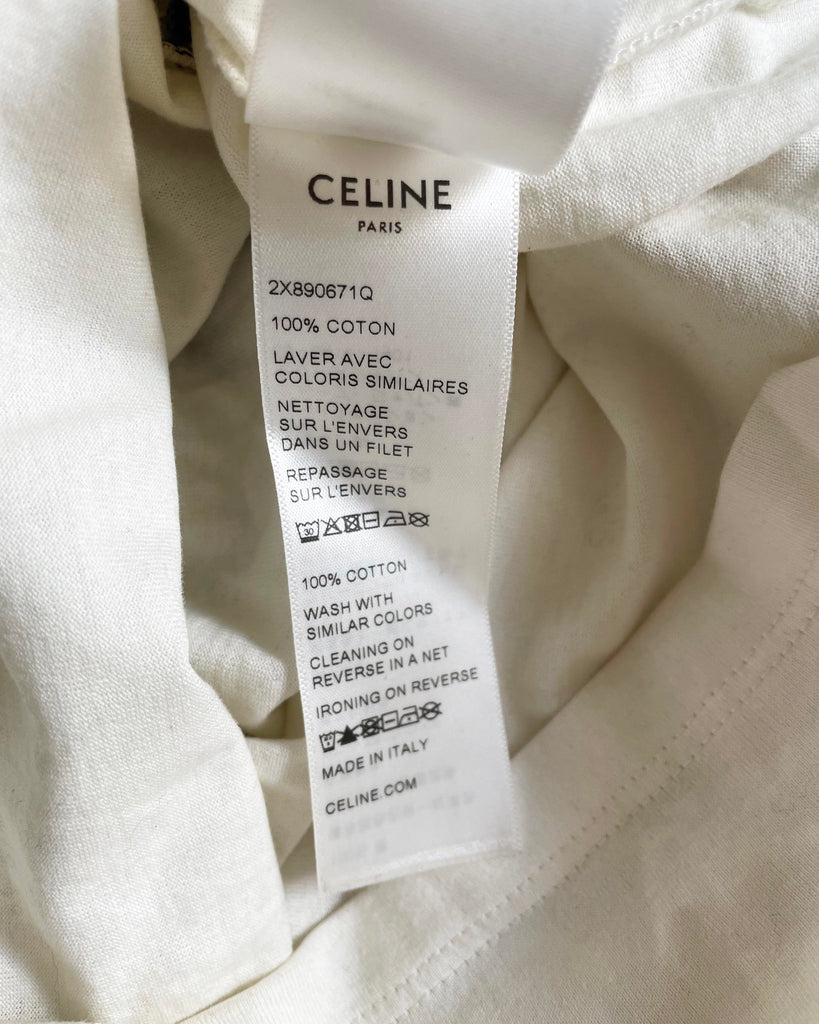 CELINE
PARIS
2X890671Q
100% COTON
LAVER AVEC
COLORIS SIMILAIRES
NETTOYAGE
SUR L'ENVERS
DANS UN FILET
REPASSAGE
SUR L'ENVERS
30
100% COTTON
WASH WITH
SIMILAR COLORS
CLEANING ON
REVERSE IN A NET
IRONING ON REVERSE
MADE IN ITALY
CELINE.COM